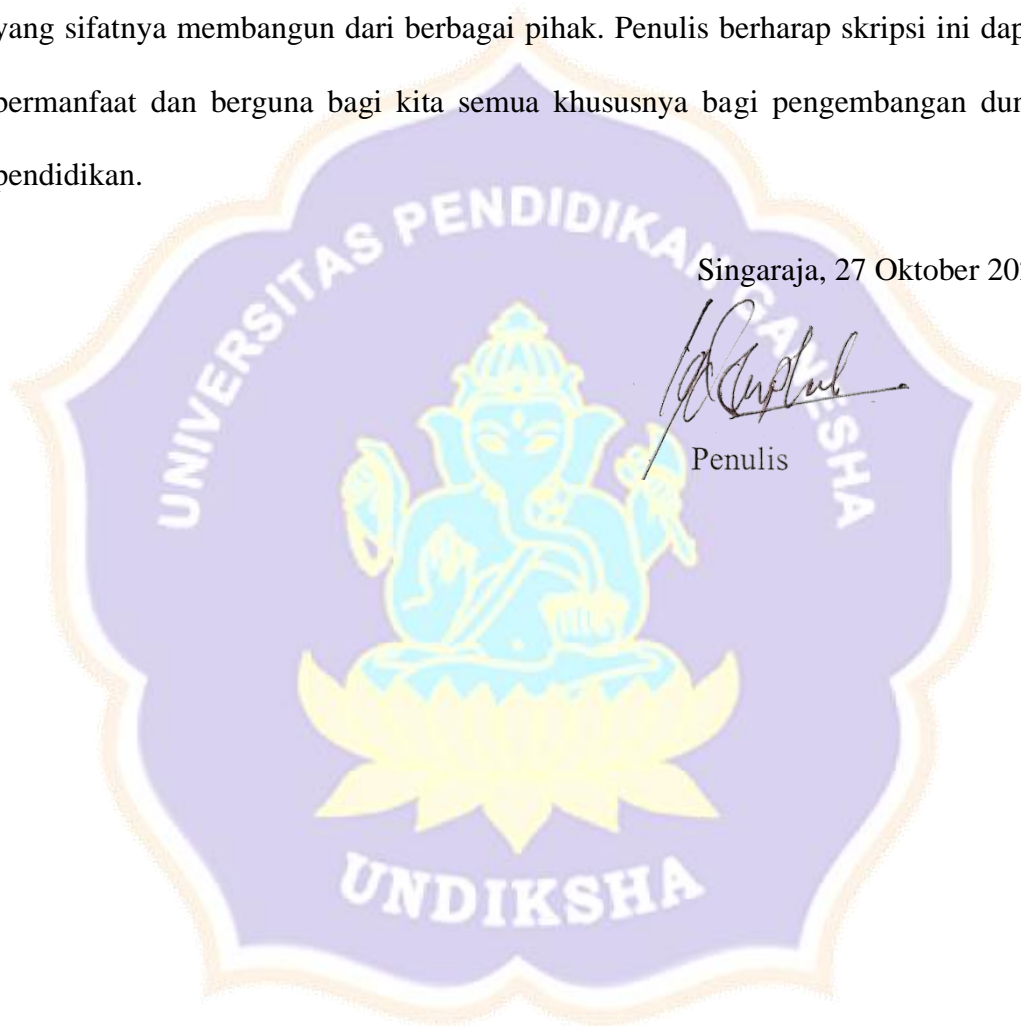 yang sifatnya membangun dari berbagai pihak. Penulis berharap skripsi ini dap
bermanfaat dan berguna bagi kita semua khususnya bagi pengembangan dun
pendidikan.
UNIVERSITAS PENDIDIKAN GANESHA
Singaraja, 27 Oktober 20
Penulis
UNDIKSHA